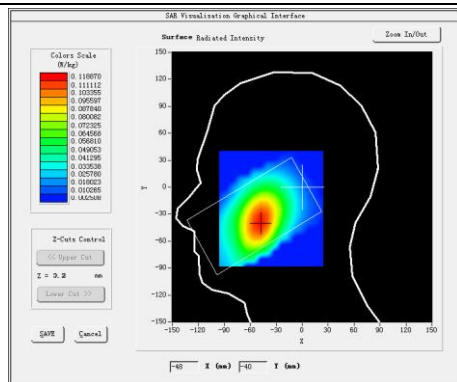 SAR Visualisation Graphical Interface
Surface Radiated Intensity
Zoom In/Out
Colors Scale
(W/kg)
0.118870
0.111112
0.103355
0.095597
0.087840
0.080082
0.072325
0.064568
0.056810
0.049053
0.041295
0.033538
0.025780
0.018023
0.010265
0.002508
150
120
90
60
30
0
-30
-60
-90
-120
-150
Y
-150 -120 -90 -60 -30 0 30 60 90 120 150
X
Z-Cuts Control
<< Upper Cut
Z = 3.2 mm
Lower Cut >>
SAVE Cancel
-48 X (mm) -40 Y (mm)